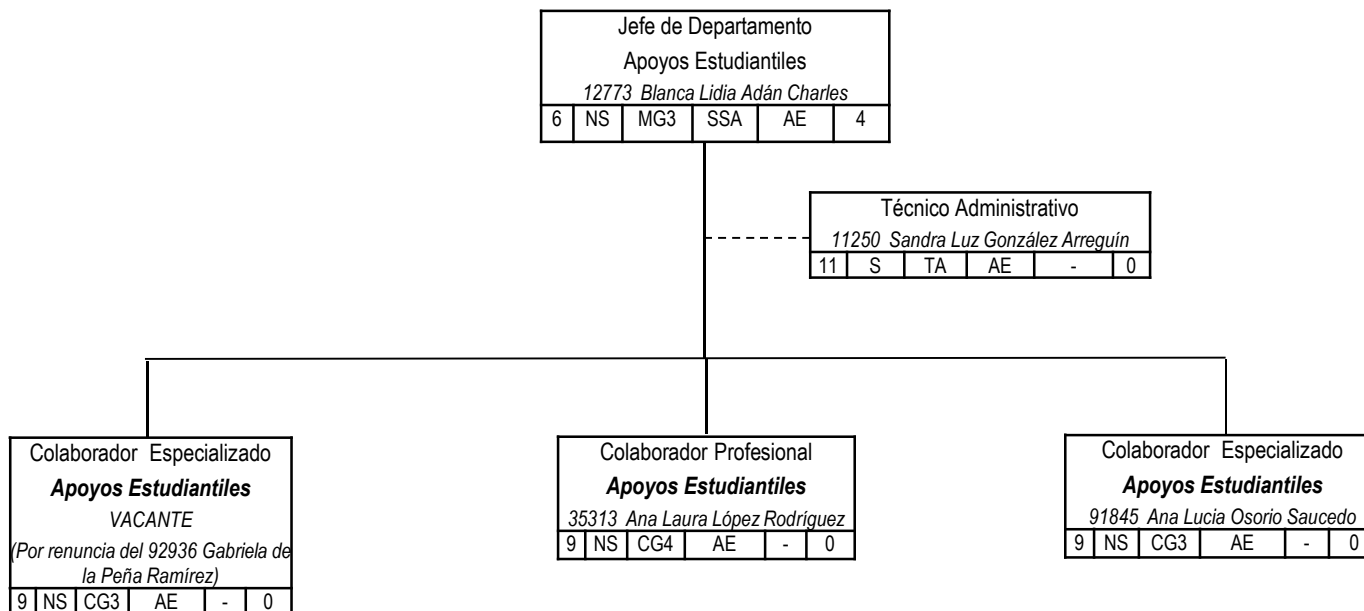 Jefe de Departamento
Apoyos Estudiantiles
12773 Blanca Lidia Adán Charles
6 NS MG3 SSA AE 4
Técnico Administrativo
11250 Sandra Luz González Arreguín
11 S TA AE - 0
Colaborador Especializado
Apoyos Estudiantiles
VACANTE
(Por renuncia del 92936 Gabriela de
la Peña Ramírez)
9 NS CG3 AE - 0
Colaborador Profesional
Apoyos Estudiantiles
35313 Ana Laura López Rodríguez
9 NS CG4 AE - 0
Colaborador Especializado
Apoyos Estudiantiles
91845 Ana Lucia Osorio Saucedo
9 NS CG3 AE - 0